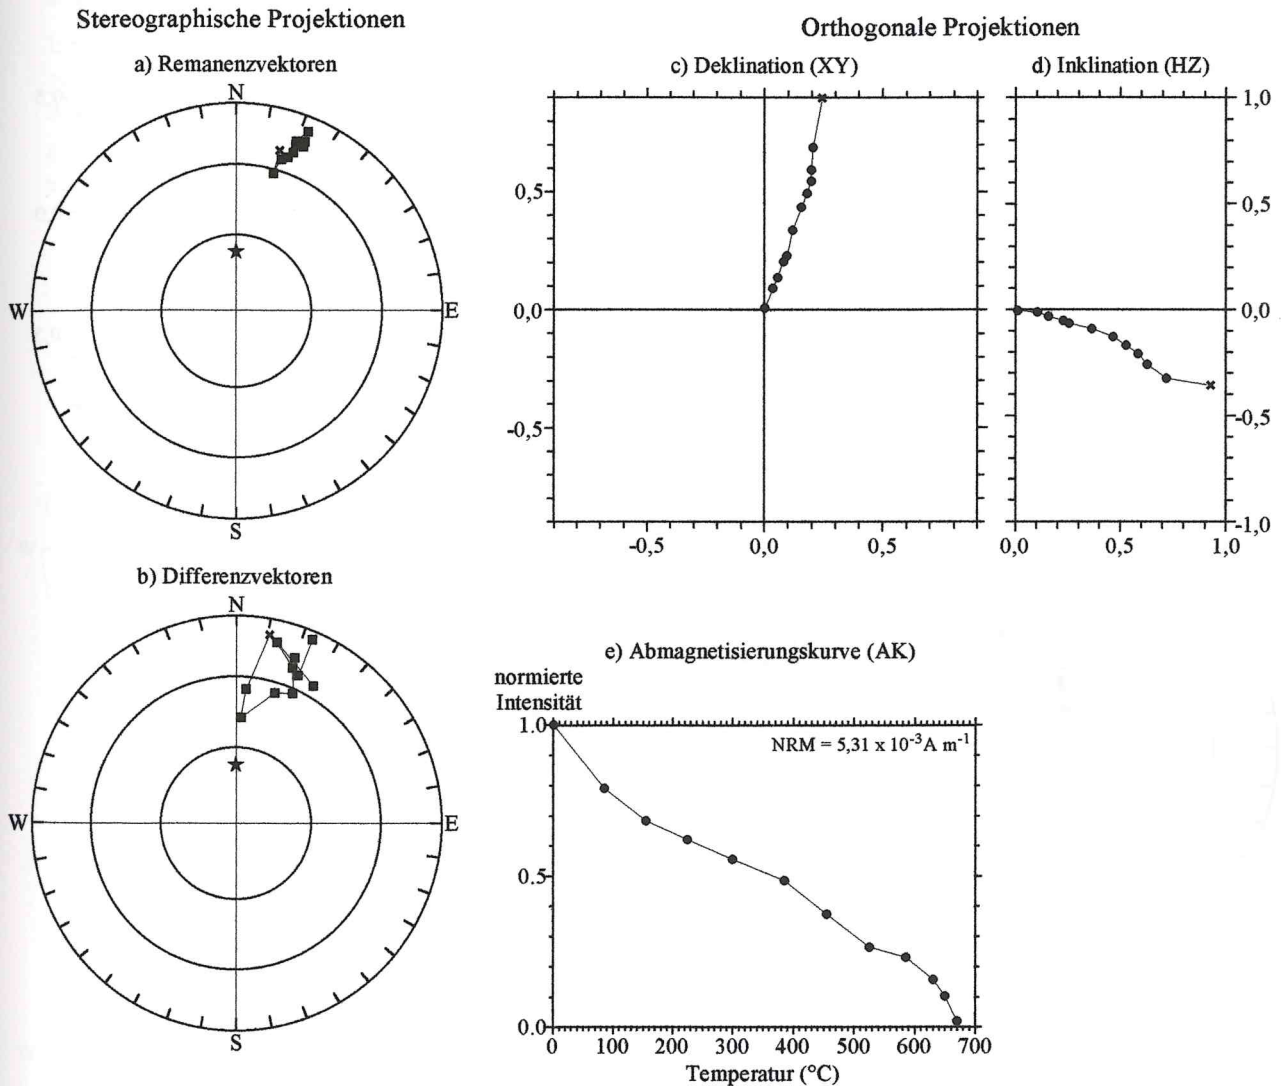 Stereographische Projektionen
a) Remanenzvektoren
N
W
E
S
b) Differenzvektoren
N
W
E
S
Orthogonale Projektionen
c) Deklination (XY)
0,5
0,0
-0,5
-0,5
0,0
0,5
d) Inklination (HZ)
1,0
0,5
0,0
-0,5
-1,0
0,0
0,5
1,0
e) Abmagnetisierungskurve (AK)
normierte
Intensität
1.0
0.5
0.0
NRM = 5,31 x 10⁻³A m⁻¹
0 100 200 300 400 500 600 700
Temperatur (°C)